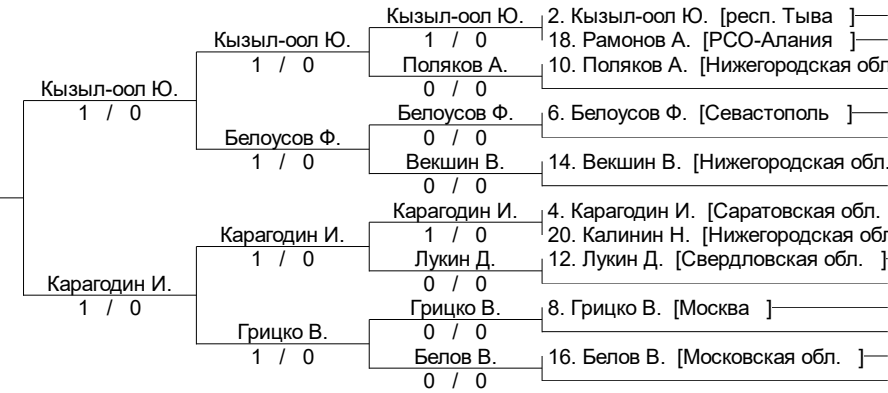 Кызыл-оол Ю.
1 / 0
Карагодин И.
1 / 0
Кызыл-оол Ю.
1 / 0
Белоусов Ф.
1 / 0
Карагодин И.
1 / 0
Грицко В.
1 / 0
Кызыл-оол Ю.
1 / 0
Поляков А.
0 / 0
Белоусов Ф.
0 / 0
Векшин В.
0 / 0
Карагодин И.
1 / 0
Лукин Д.
0 / 0
Грицко В.
0 / 0
Белов В.
0 / 0
2. Кызыл-оол Ю. [респ. Тыва ]
18. Рамонов А. [РСО-Алания ]
10. Поляков А. [Нижегородская обл
6. Белоусов Ф. [Севастополь ]
14. Векшин В. [Нижегородская обл.
4. Карагодин И. [Саратовская обл.
20. Калинин Н. [Нижегородская обл
12. Лукин Д. [Свердловская обл. ]
8. Грицко В. [Москва ]
16. Белов В. [Московская обл. ]